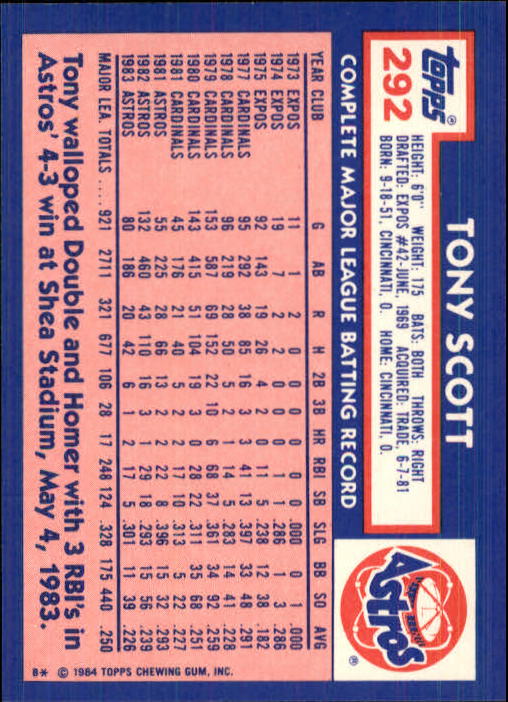 topps®
292
TONY SCOTT
HEIGHT: 6'0" WEIGHT: 175 BATS: BOTH THROWS: RIGHT
DRAFTED: EXPOS #42-JUNE, 1969 ACQUIRED: TRADE, 6-7-81
BORN: 9-18-51, CINCINNATI, O. HOME: CINCINNATI, O.
Astros ®
COMPLETE MAJOR LEAGUE BATTING RECORD
YEAR CLUB G AB R H 2B 3B HR RBI SB SLG BB SO AVG
1973 EXPOS 11 1 2 0 0 0 0 0 0 .000 0 1 .000
1974 EXPOS 19 7 2 2 0 0 0 1 1 .286 1 3 .286
1975 EXPOS 92 143 19 26 4 2 0 11 5 .238 12 38 .182
1977 CARDINALS 95 292 38 85 16 3 3 41 13 .397 33 48 .291
1978 CARDINALS 96 219 28 50 5 2 1 14 5 .283 14 41 .228
1979 CARDINALS 153 587 69 152 22 10 6 68 37 .361 34 92 .259
1980 CARDINALS 143 415 51 104 19 3 0 28 22 .311 35 68 .251
1981 CARDINALS 45 176 21 40 5 2 2 17 10 .313 5 22 .227
1981 ASTROS 55 225 28 66 13 2 2 22 8 .396 15 32 .293
1982 ASTROS 132 460 43 110 16 3 1 29 18 .293 15 56 .239
1983 ASTROS 80 186 20 42 6 1 2 17 5 .301 11 39 .226
MAJOR LEA. TOTALS .... 921 2711 321 677 106 28 17 248 124 .328 175 440 .250
Tony walloped Double and Homer with 3 RBI's in
Astros' 4-3 win at Shea Stadium, May 4, 1983.
B* © 1984 TOPPS CHEWING GUM, INC.